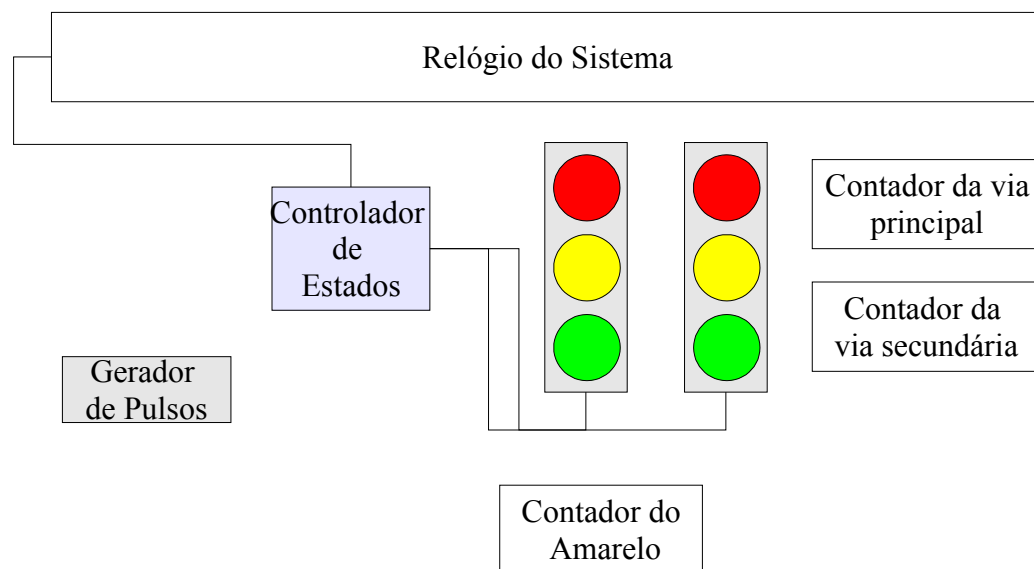 Relógio do Sistema
Controlador
de
Estados
Contador da via
principal
Contador da
via secundária
Gerador
de Pulsos
Contador do
Amarelo